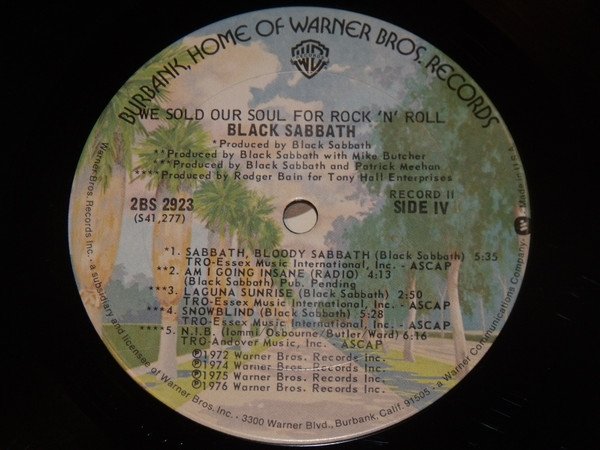 BURBANK, HOME OF WARNER BROS. RECORDS
WE SOLD OUR SOUL FOR ROCK 'N' ROLL
BLACK SABBATH
*Produced by Black Sabbath
**Produced by Black Sabbath with Mike Butcher
***Produced by Black Sabbath and Patrick Meehan
****Produced by Rodger Bain for Tony Hall Enterprises
2BS 2923
(S41,277)
RECORD II
SIDE IV
*1. SABBATH, BLOODY SABBATH (Black Sabbath) 5:35
TRO-Essex Music International, Inc. - ASCAP
**2. AM I GOING INSANE (RADIO) 4:13
(Black Sabbath) Pub. Pending
***3. LAGUNA SUNRISE (Black Sabbath) 2:50
TRO-Essex Music International, Inc. - ASCAP
***4. SNOWBLIND (Black Sabbath) 5:28
TRO-Essex Music International, Inc. - ASCAP
****5. N.I.B. (Iommi/Osbourne/Butler/Ward) 6:16
TRO-Andover Music, Inc. - ASCAP
Ⓟ1972 Warner Bros. Records Inc.
Ⓟ1974 Warner Bros. Records Inc.
Ⓟ1975 Warner Bros. Records Inc.
Ⓟ1976 Warner Bros. Records Inc.
Warner Bros. Records Inc. - a subsidiary and licensee of Warner Bros. Inc. - 3300 Warner Blvd., Burbank, Calif. 91505 - a Warner Communications Company. Made in U.S.A.